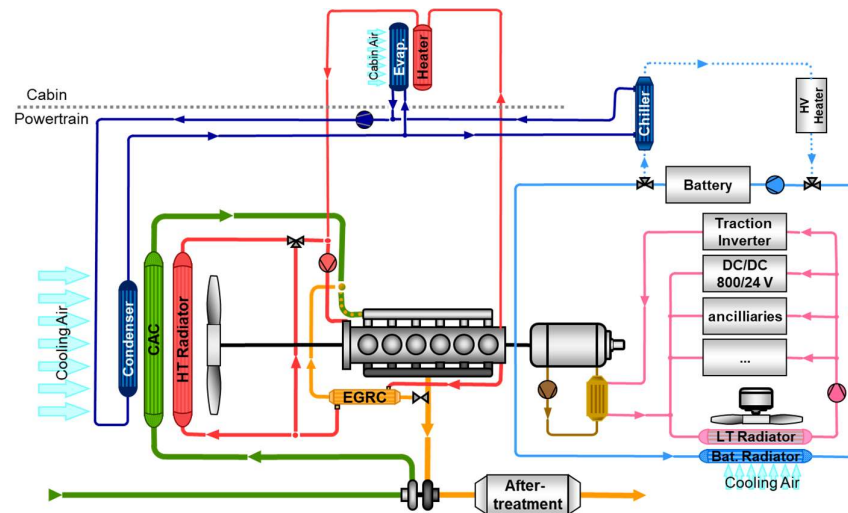 Cabin Air
Evap.
Heater
Cabin
Powertrain
Chiller
HV
Heater
Battery
Traction
Inverter
DC/DC
800/24 V
ancilliaries
...
Cooling Air
Condenser
CAC
HT Radiator
EGRC
LT Radiator
Bat. Radiator
Cooling Air
After-
treatment